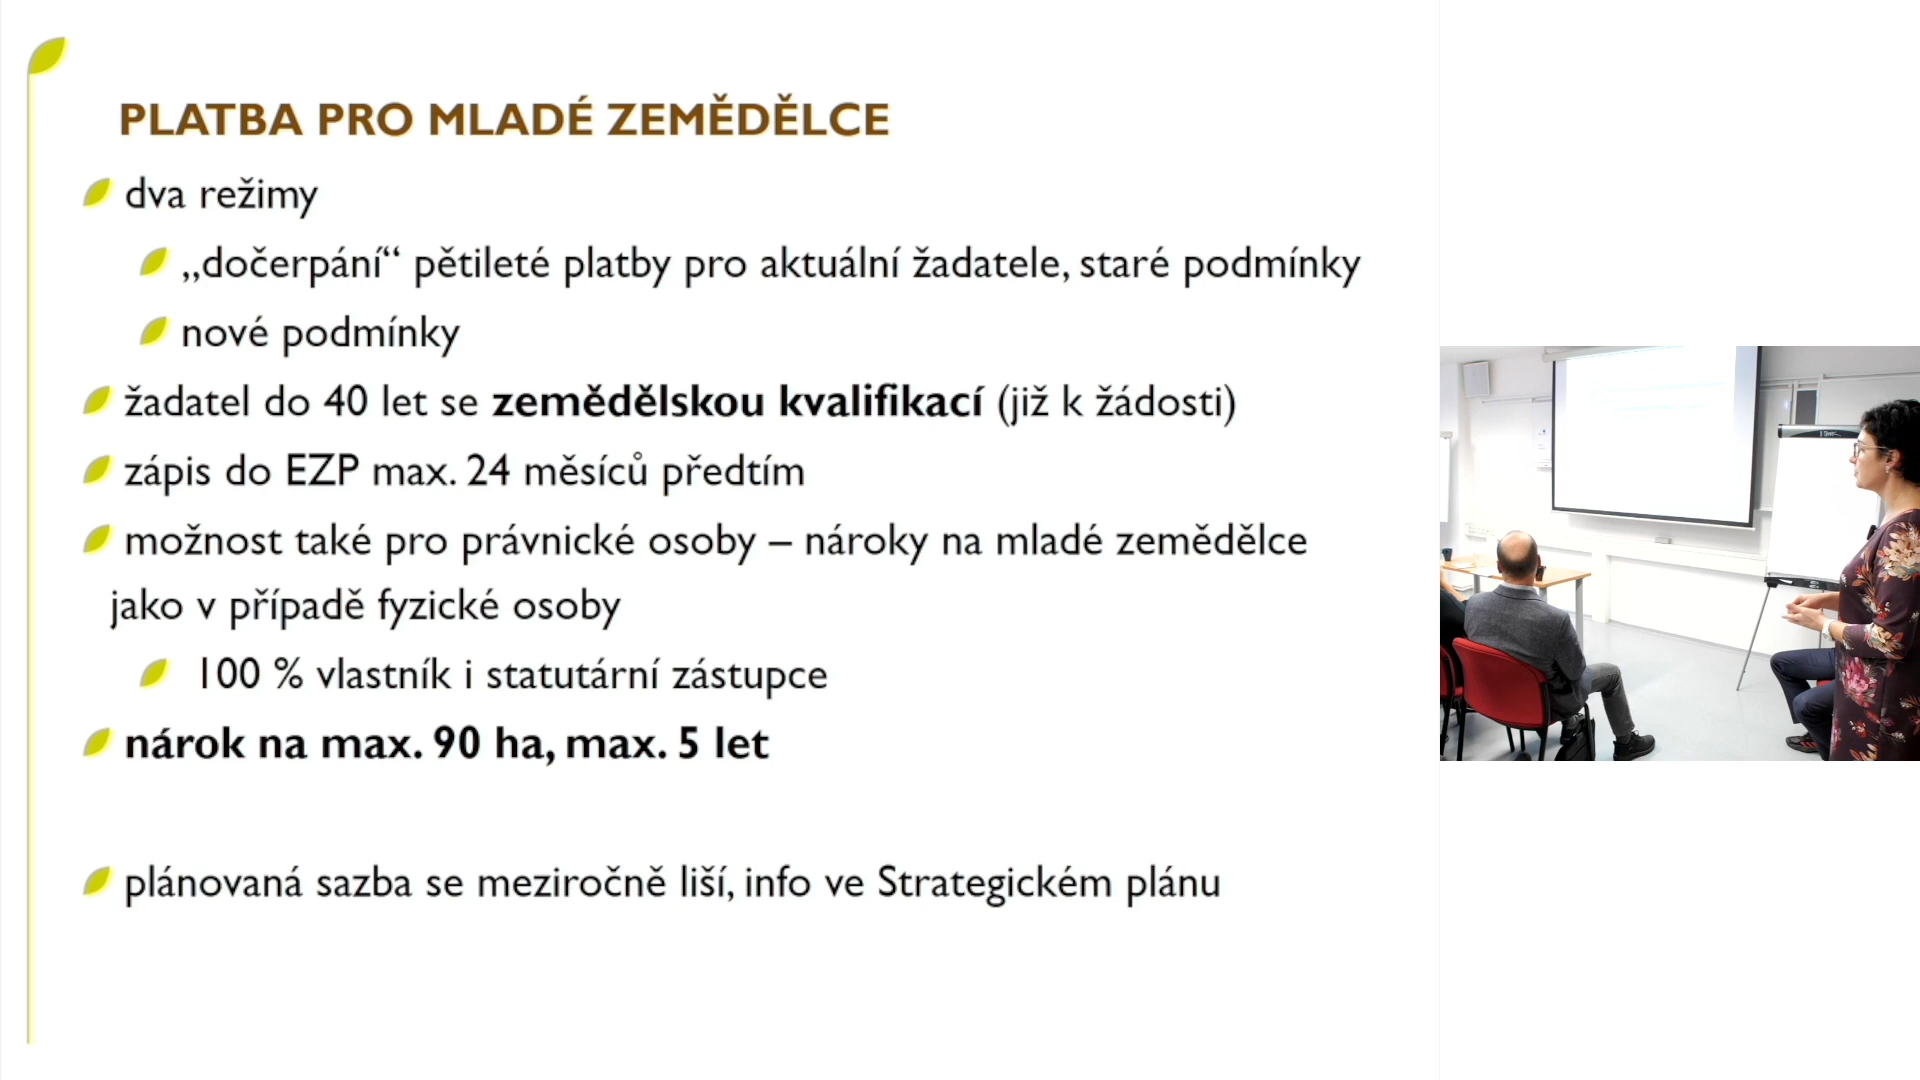 PLATBA PRO MLADÉ ZEMĚDĚLCE
dva režimy
„dočerpání“ pětileté platby pro aktuální žadatele, staré podmínky
nové podmínky
žadatel do 40 let se zemědělskou kvalifikací (již k žádosti)
zápis do EZP max. 24 měsíců předtím
možnost také pro právnické osoby – nároky na mladé zemědělce
jako v případě fyzické osoby
100 % vlastník i statutární zástupce
nárok na max. 90 ha, max. 5 let
plánovaná sazba se meziročně liší, info ve Strategickém plánu